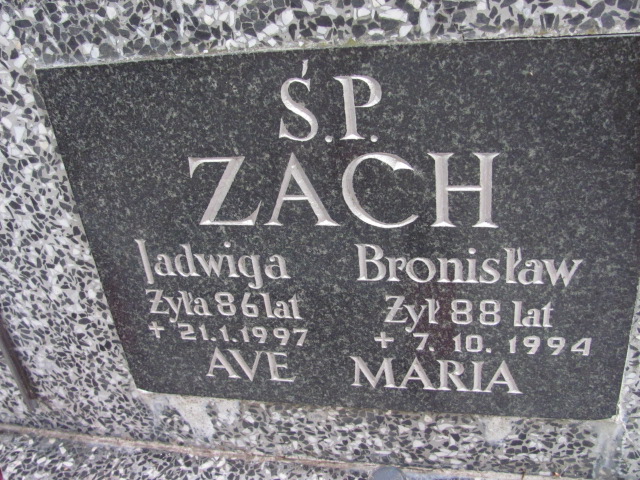 Ś.P.
ZACH
Jadwiga Bronisław
Żyła 86 lat Żył 88 lat
+ 21.1.1997 + 7.10.1994
AVE MARIA